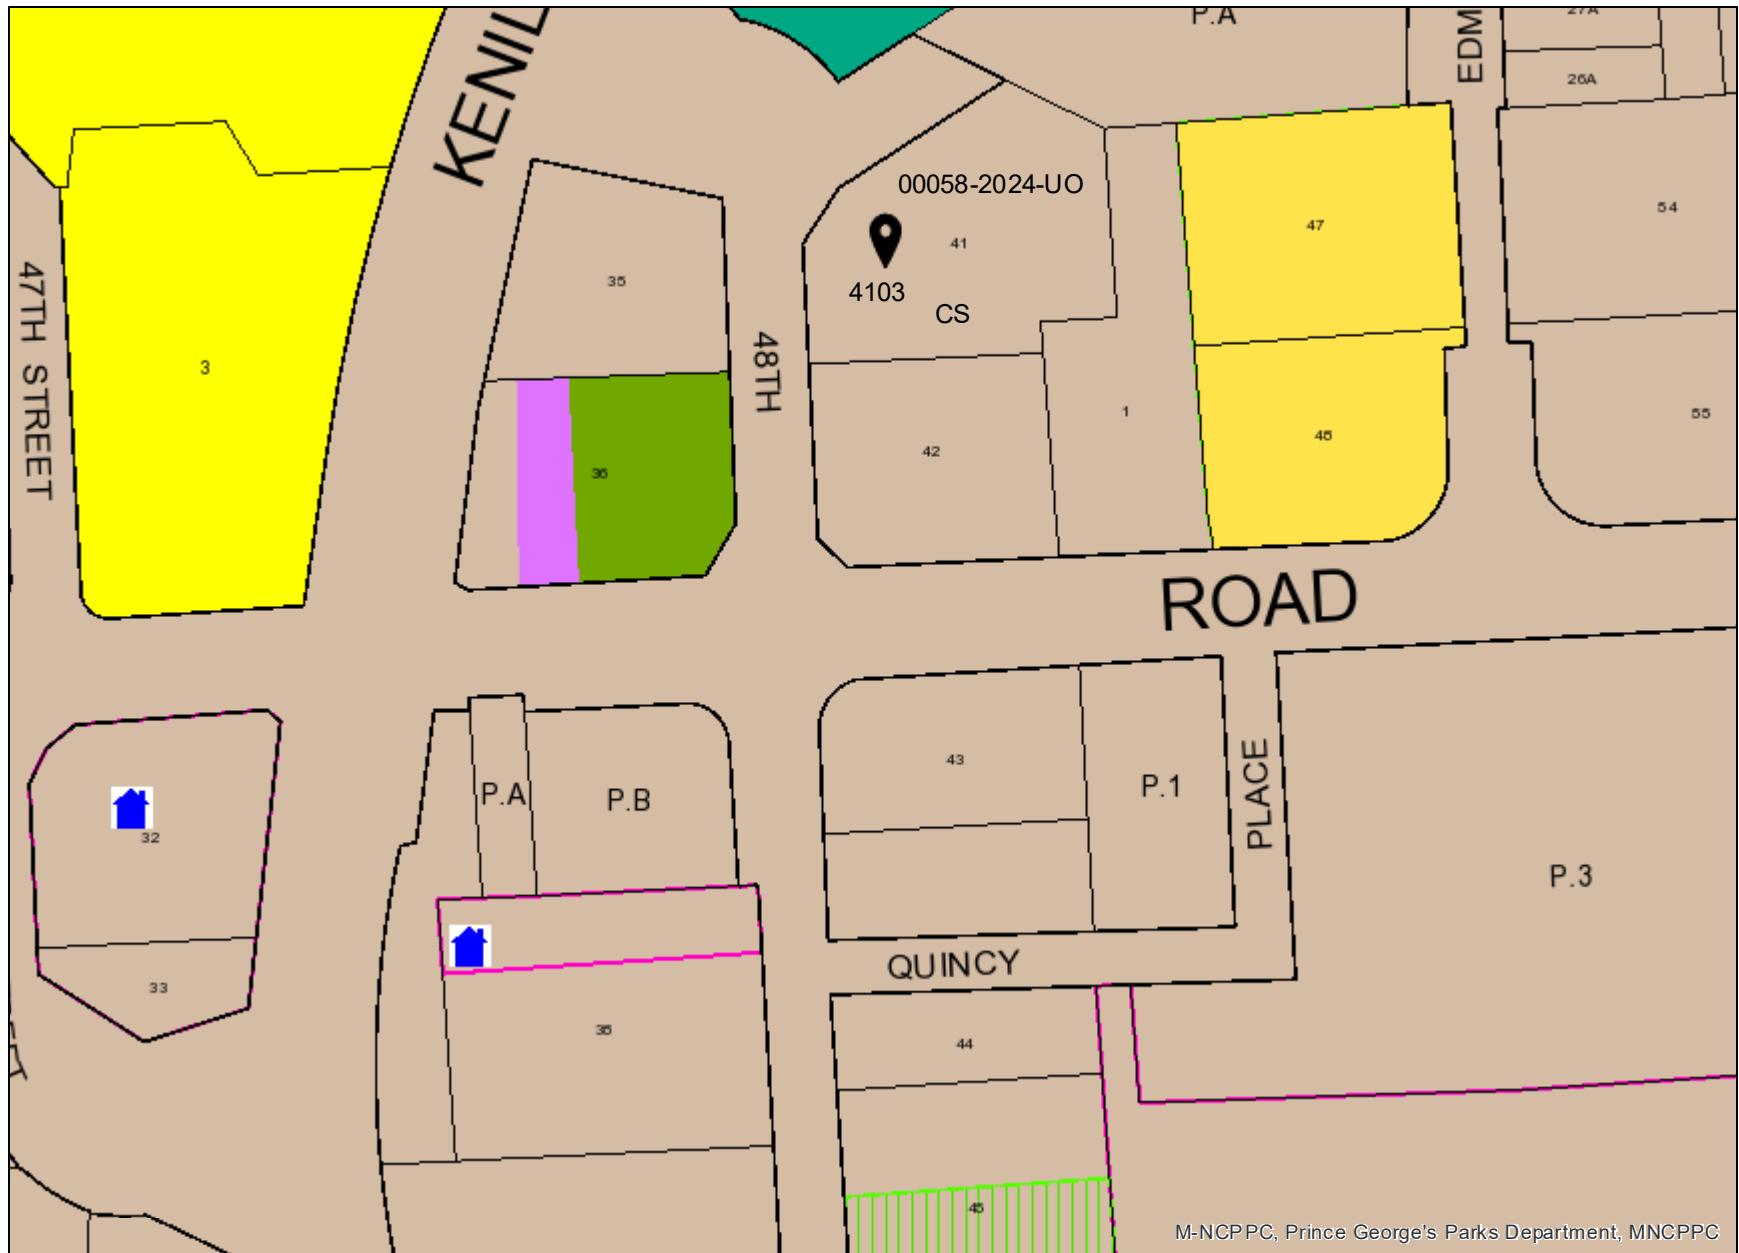 P.A
27A
EDM
26A
KENIL
00058-2024-UO
41
4103
CS
47
54
35
47TH STREET
3
48TH
36
42
1
46
55
ROAD
P.A
P.B
43
P.1
PLACE
32
P.3
QUINCY
33
36
44
45
M-NCPPC, Prince George's Parks Department, MNCPPC